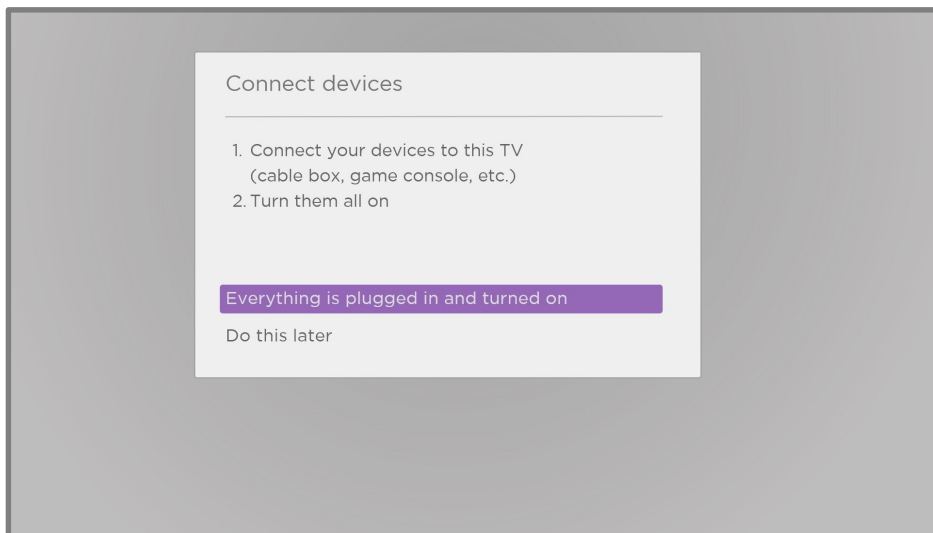 Connect devices
1. Connect your devices to this TV
(cable box, game console, etc.)
2. Turn them all on
Everything is plugged in and turned on
Do this later